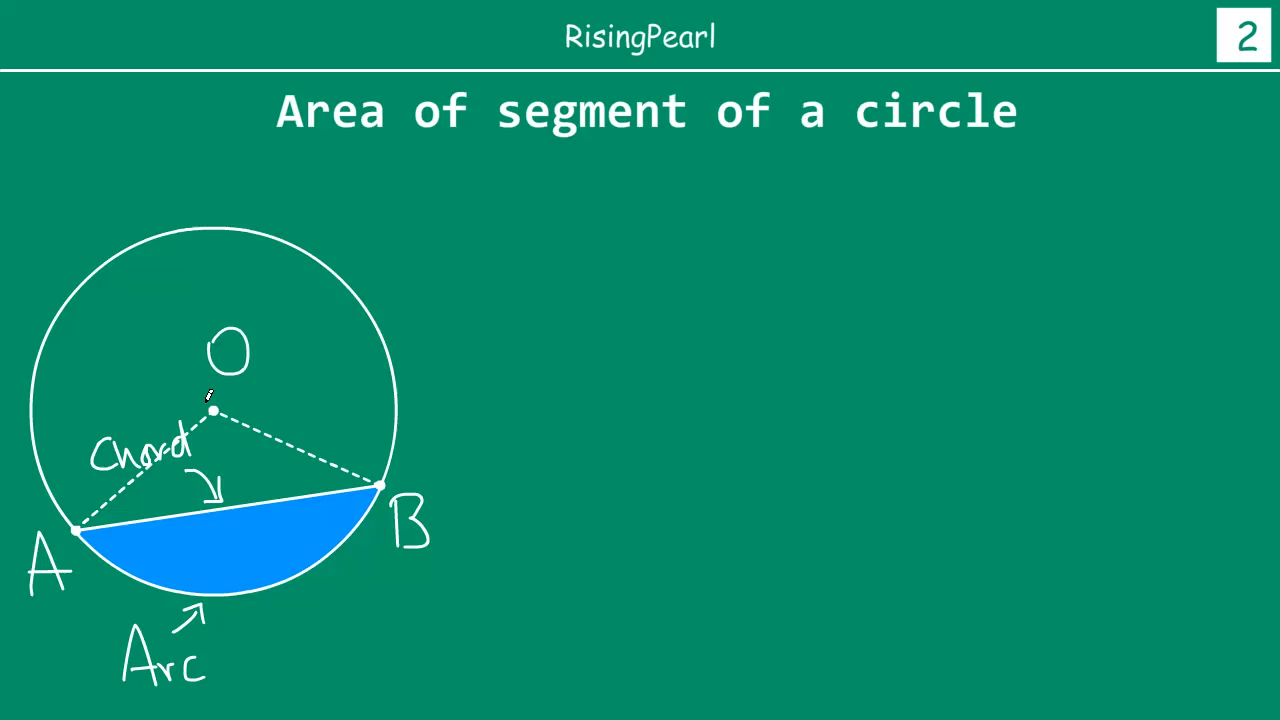 RisingPearl
2
Area of segment of a circle
O
Chord
A
B
Arc